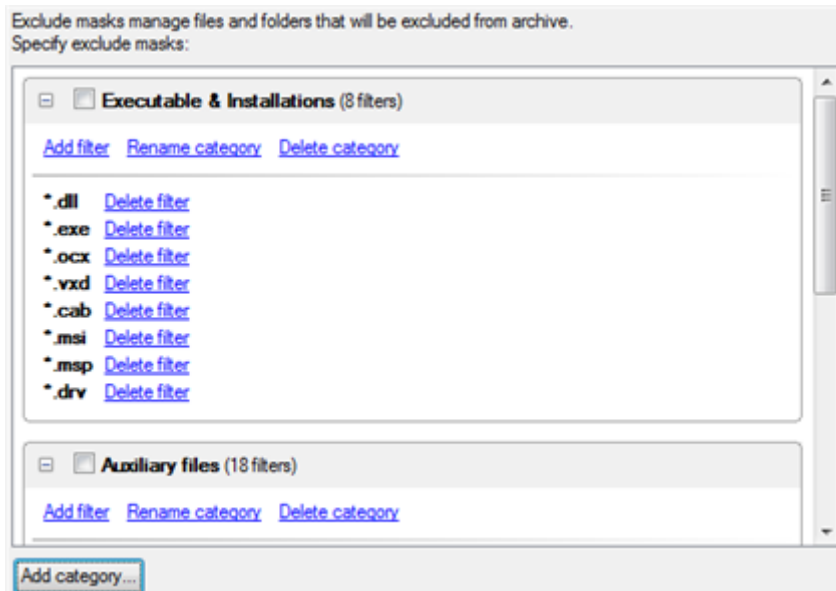 Exclude masks manage files and folders that will be excluded from archive.
Specify exclude masks:
Executable & Installations (8 filters)
Add filter Rename category Delete category
*.dll Delete filter
*.exe Delete filter
*.ocx Delete filter
*.vxd Delete filter
*.cab Delete filter
*.msi Delete filter
*.msp Delete filter
*.drv Delete filter
Auxiliary files (18 filters)
Add filter Rename category Delete category
Add category...